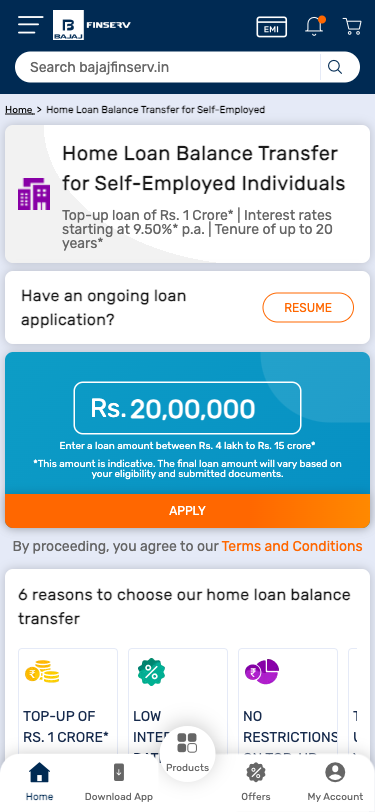 BAJAJ FINSERV
EMI
Search bajajfinserv.in
Home > Home Loan Balance Transfer for Self-Employed
Home Loan Balance Transfer
for Self-Employed Individuals
Top-up loan of Rs. 1 Crore* | Interest rates
starting at 9.50%* p.a. | Tenure of up to 20
years*
Have an ongoing loan
application?
RESUME
Rs. 20,00,000
Enter a loan amount between Rs. 4 lakh to Rs. 15 crore*
*This amount is indicative. The final loan amount will vary based on
your eligibility and submitted documents.
APPLY
By proceeding, you agree to our Terms and Conditions
6 reasons to choose our home loan balance
transfer
TOP-UP OF
RS. 1 CRORE*
LOW
NO
RESTRICTIONS
ON TOP-UP
Products
Home
Download App
Offers
My Account